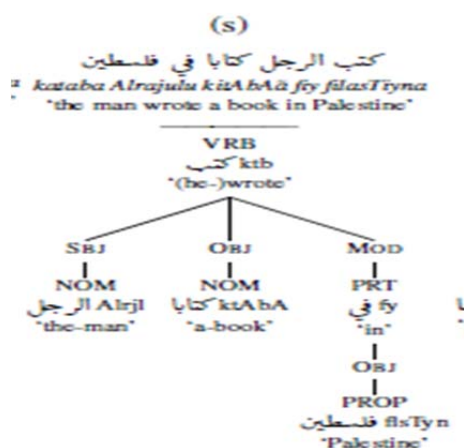 (s)
كتب الرجل كتابا في فلسطين
kataba Alrajulu kitAbAã fiy filasTiyna
'the man wrote a book in Palestine'
VRB
كتب ktb
'(he-)wrote'
SBJ OBJ MOD
NOM NOM PRT
الرجل Alrjl كتابا ktAbA في fy
'the-man' 'a-book' 'in'
OBJ
PROP
فلسطين flsTyn
'Palestine'